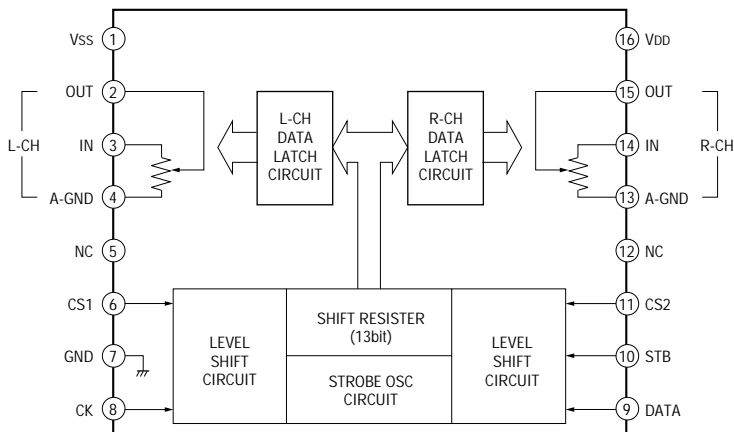 VSS 1
16 VDD
OUT 2
15 OUT
L-CH
DATA
LATCH
CIRCUIT
R-CH
DATA
LATCH
CIRCUIT
L-CH
IN 3
14 IN
R-CH
A-GND 4
13 A-GND
NC 5
12 NC
CS1 6
11 CS2
SHIFT RESISTER
(13bit)
LEVEL
SHIFT
CIRCUIT
LEVEL
SHIFT
CIRCUIT
GND 7
10 STB
STROBE OSC
CIRCUIT
CK 8
9 DATA